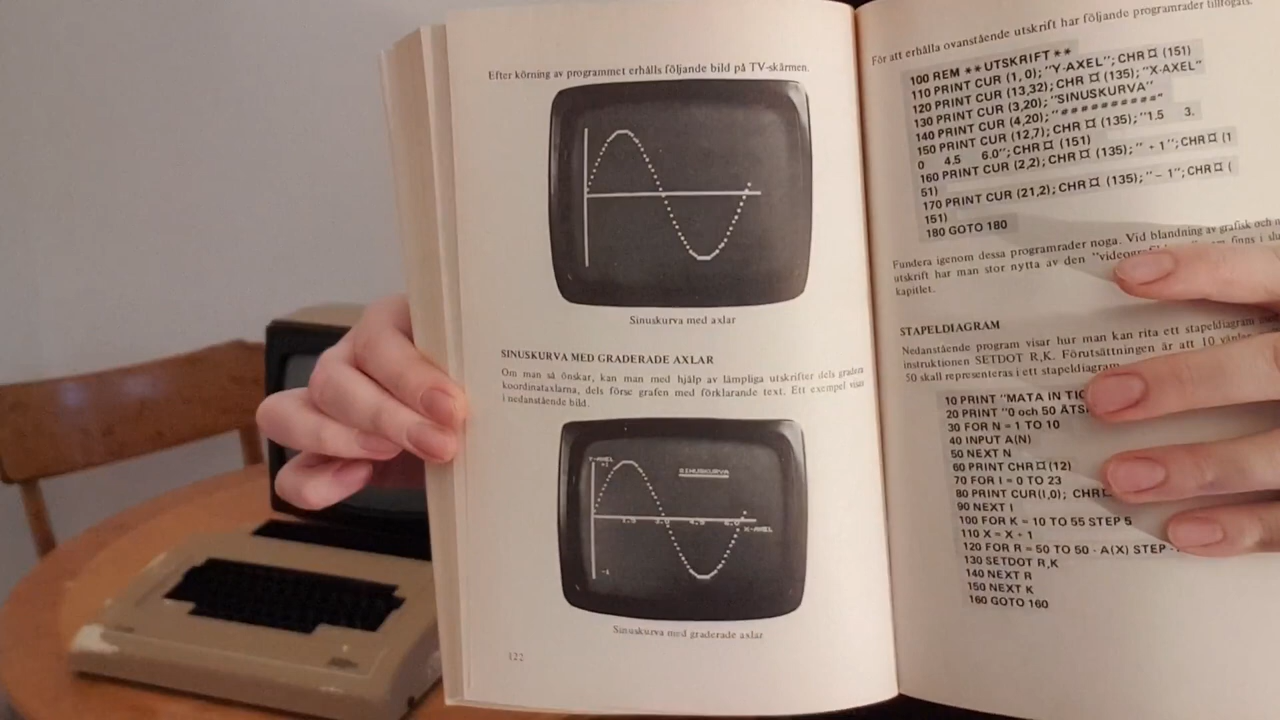 Efter körning av programmet erhålls följande bild på TV-skärmen.
Sinuskurva med axlar
SINUSKURVA MED GRADERADE AXLAR
Om man så önskar, kan man med hjälp av lämpliga utskrifter dels gradera
koordinataxlarna, dels förse grafen med förklarande text. Ett exempel visas
i nedanstående bild.
Y-AXEL
+1
SINUSKURVA
1.5 3.0 4.5 6.0
X-AXEL
-1
Sinuskurva med graderade axlar
122
För att erhålla ovanstående utskrift har följande programrader tillfogats.
100 REM ** UTSKRIFT **
110 PRINT CUR (1, 0); "Y-AXEL"; CHR ¤ (151)
120 PRINT CUR (13,32); CHR ¤ (135); "X-AXEL"
130 PRINT CUR (3,20); "SINUSKURVA"
140 PRINT CUR (4,20); "##########"
150 PRINT CUR (12,7); CHR ¤ (135); "1.5 3.
0 4.5 6.0"; CHR ¤ (151)
160 PRINT CUR (2,2); CHR ¤ (135); " + 1"; CHR ¤ (1
51)
170 PRINT CUR (21,2); CHR ¤ (135); " – 1"; CHR ¤ (
151)
180 GOTO 180
Fundera igenom dessa programrader noga. Vid blandning av grafisk och
utskrift har man stor nytta av den finns i
kapitlet.
STAPELDIAGRAM
Nedanstående program visar hur man kan rita ett stapeldiagram
instruktionen SETDOT R,K. Förutsättningen är att 10
50 skall representeras i ett stapeldiagram
10 PRINT "MATA IN
20 PRINT "0 och 50
30 FOR N = 1 TO 10
40 INPUT A(N)
50 NEXT N
60 PRINT CHR ¤ (12)
70 FOR I = 0 TO 23
80 PRINT CUR(I,0);
90 NEXT I
100 FOR K = 10 TO 55 STEP 5
110 X = X + 1
120 FOR R = 50 TO 50 - A(X) STEP
130 SETDOT R,K
140 NEXT R
150 NEXT K
160 GOTO 160